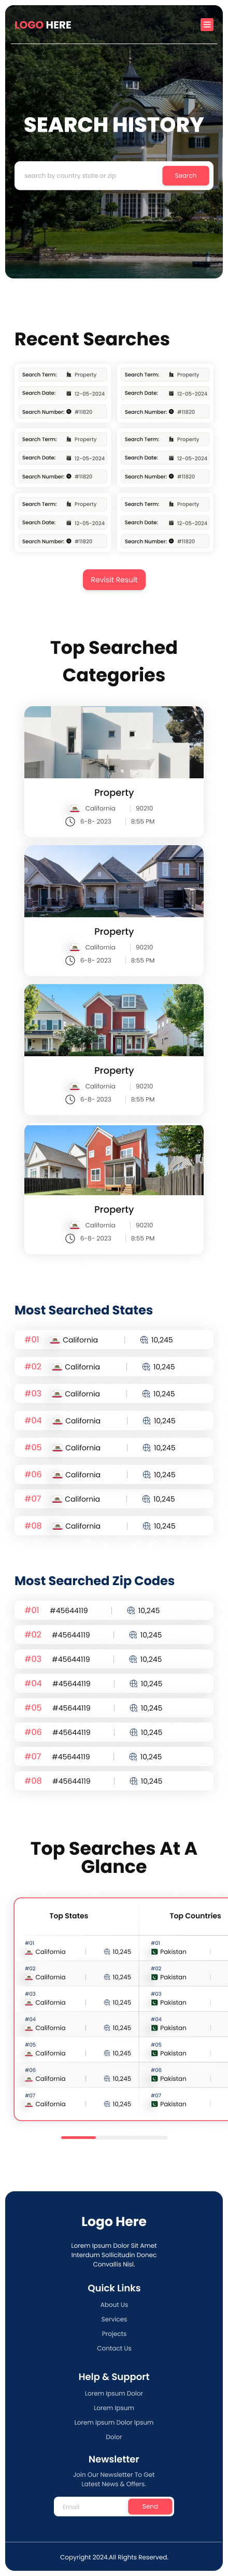 LOGO HERE
SEARCH HISTORY
search by country state or zip
Search
Recent Searches
Search Term: Property
Search Date: 12-05-2024
Search Number: #11820
Search Term: Property
Search Date: 12-05-2024
Search Number: #11820
Search Term: Property
Search Date: 12-05-2024
Search Number: #11820
Search Term: Property
Search Date: 12-05-2024
Search Number: #11820
Search Term: Property
Search Date: 12-05-2024
Search Number: #11820
Search Term: Property
Search Date: 12-05-2024
Search Number: #11820
Revisit Result
Top Searched
Categories
Property
California 90210
6-8- 2023 8:55 PM
Property
California 90210
6-8- 2023 8:55 PM
Property
California 90210
6-8- 2023 8:55 PM
Property
California 90210
6-8- 2023 8:55 PM
Most Searched States
#01 California 10,245
#02 California 10,245
#03 California 10,245
#04 California 10,245
#05 California 10,245
#06 California 10,245
#07 California 10,245
#08 California 10,245
Most Searched Zip Codes
#01 #45644119 10,245
#02 #45644119 10,245
#03 #45644119 10,245
#04 #45644119 10,245
#05 #45644119 10,245
#06 #45644119 10,245
#07 #45644119 10,245
#08 #45644119 10,245
Top Searches At A
Glance
Top States
#01
California 10,245
#02
California 10,245
#03
California 10,245
#04
California 10,245
#05
California 10,245
#06
California 10,245
#07
California 10,245
Top Countries
#01
Pakistan
#02
Pakistan
#03
Pakistan
#04
Pakistan
#05
Pakistan
#06
Pakistan
#07
Pakistan
Logo Here
Lorem Ipsum Dolor Sit Amet
Interdum Sollicitudin Donec
Convallis Nisl.
Quick Links
About Us
Services
Projects
Contact Us
Help & Support
Lorem Ipsum Dolor
Lorem Ipsum
Lorem Ipsum Dolor Ipsum
Dolor
Newsletter
Join Our Newsletter To Get
Latest News & Offers.
Email
Send
Copyright 2024.All Rights Reserved.